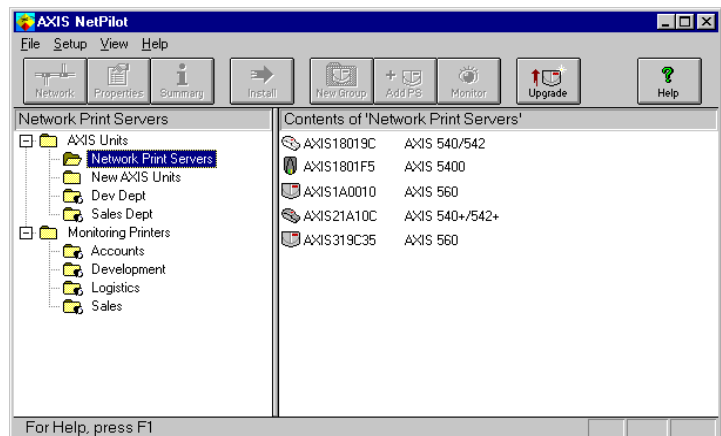 AXIS NetPilot
File Setup View Help
Network Properties Summary Install New Group Add PS Monitor Upgrade Help
Network Print Servers
Contents of 'Network Print Servers'
AXIS Units
Network Print Servers
New AXIS Units
Dev Dept
Sales Dept
Monitoring Printers
Accounts
Development
Logistics
Sales
AXIS18019C AXIS 540/542
AXIS1801F5 AXIS 5400
AXIS1A0010 AXIS 560
AXIS21A10C AXIS 540+/542+
AXIS319C35 AXIS 560
For Help, press F1